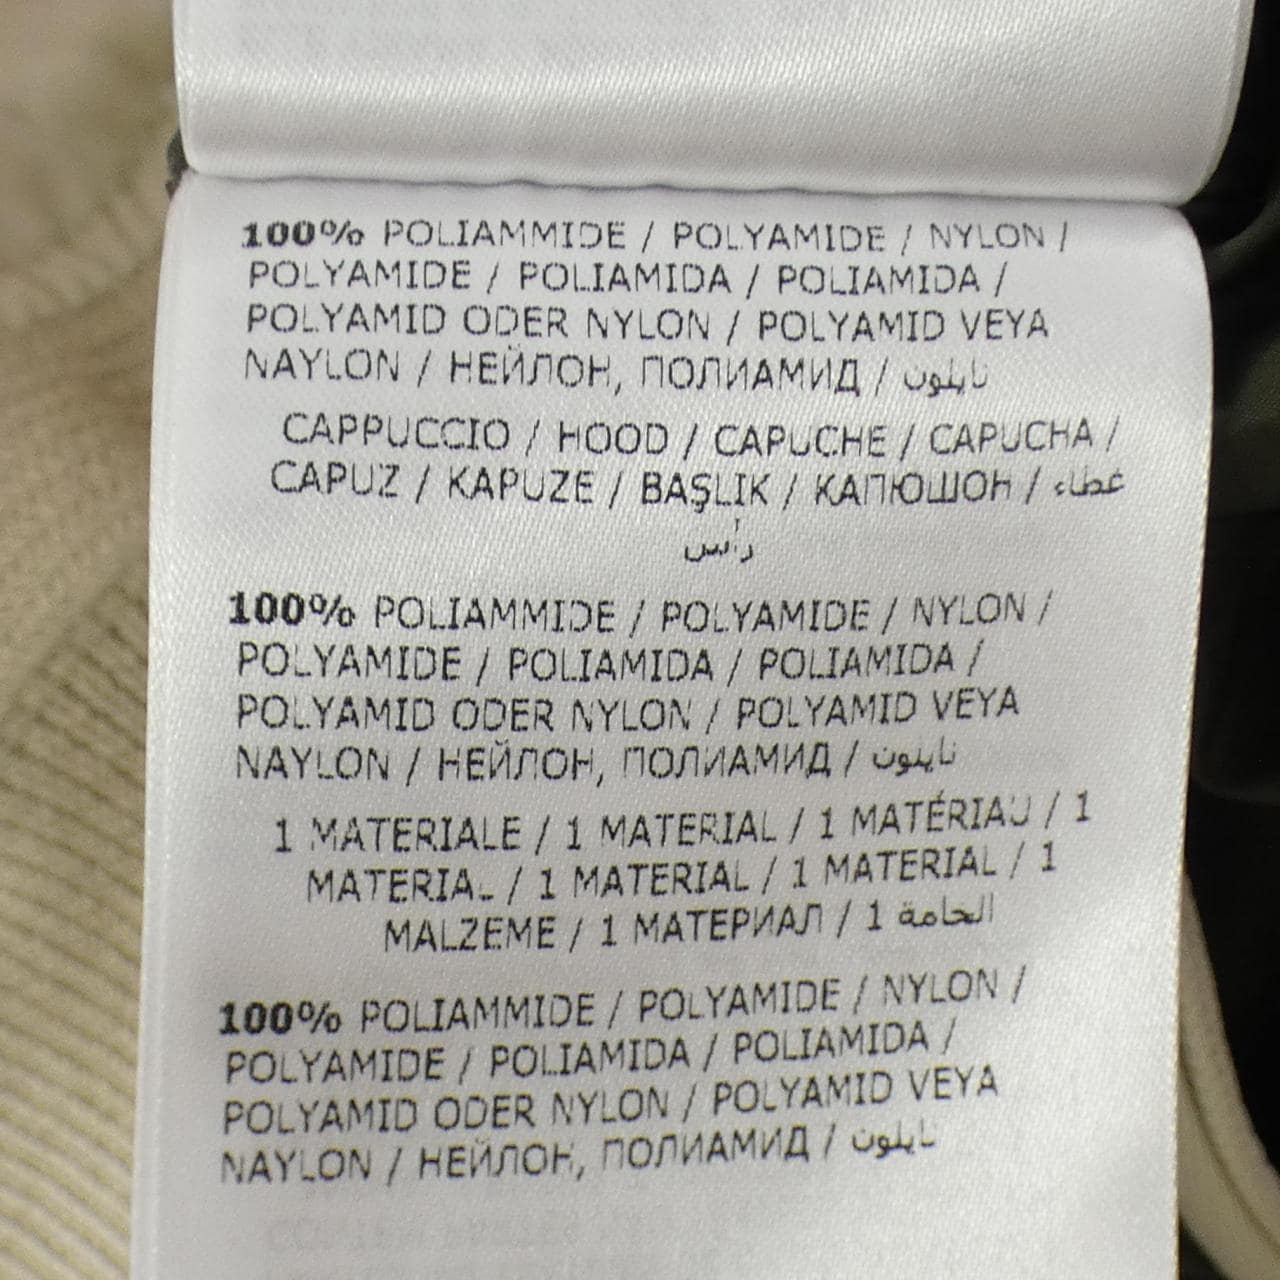 100% POLIAMMIDE / POLYAMIDE / NYLON /
POLYAMIDE / POLIAMIDA / POLIAMIDA /
POLYAMID ODER NYLON / POLYAMID VEYA
NAYLON / НЕЙЛОН, ПОЛИАМИД / نايلون
CAPPUCCIO / HOOD / CAPUCHE / CAPUCHA /
CAPUZ / KAPUZE / BAŞLIK / КАПЮШОН / غطاء
رأس
100% POLIAMMIDE / POLYAMIDE / NYLON /
POLYAMIDE / POLIAMIDA / POLIAMIDA /
POLYAMID ODER NYLON / POLYAMID VEYA
NAYLON / НЕЙЛОН, ПОЛИАМИД / نايلون
1 MATERIALE / 1 MATERIAL / 1 MATÉRIAU / 1
MATERIAL / 1 MATERIAL / 1 MATERIAL / 1
MALZEME / 1 МАТЕРИАЛ / 1 الخامة
100% POLIAMMIDE / POLYAMIDE / NYLON /
POLYAMIDE / POLIAMIDA / POLIAMIDA /
POLYAMID ODER NYLON / POLYAMID VEYA
NAYLON / НЕЙЛОН, ПОЛИАМИД / نايلون